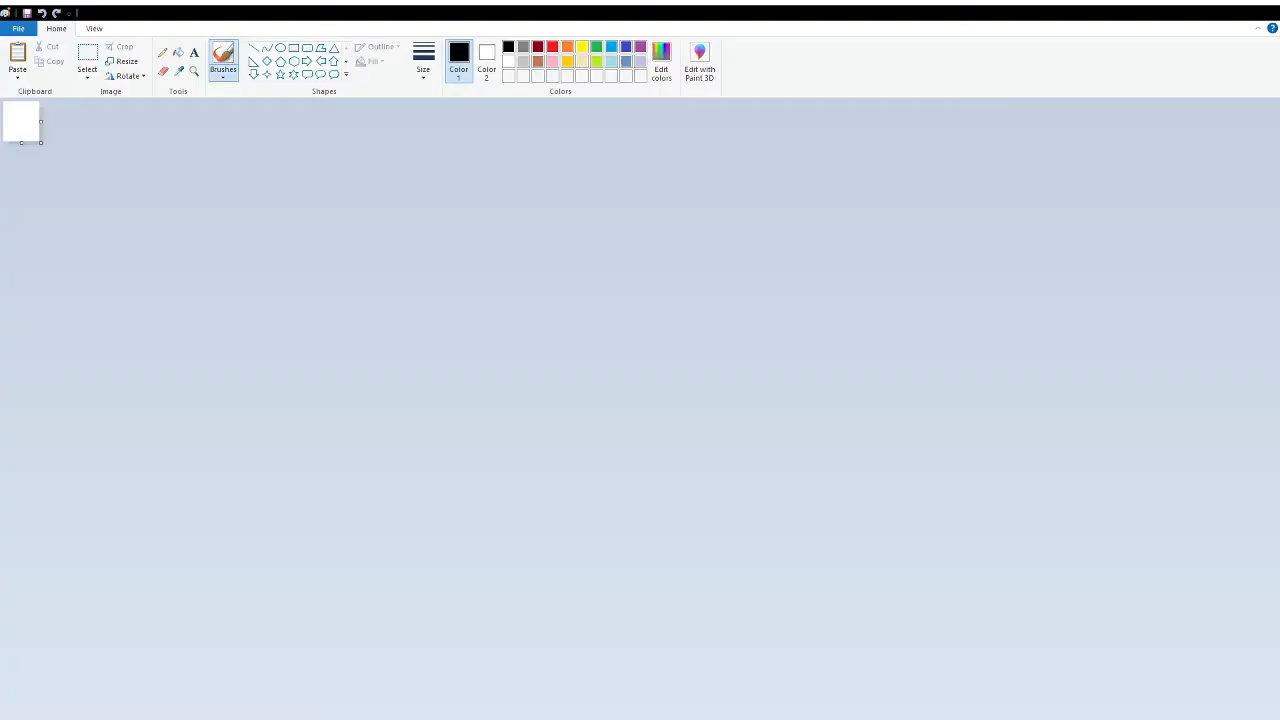 File Home View
Paste Cut Copy
Clipboard
Select Crop Resize Rotate
Image
A
Tools
Brushes
Outline
Fill
Shapes
Size
Color 1
Color 2
Edit colors
Colors
Edit with Paint 3D
?